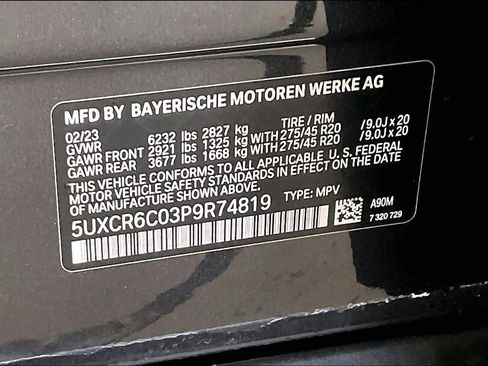 MFD BY BAYERISCHE MOTOREN WERKE AG
02/23 TIRE / RIM
GVWR 6232 lbs 2827 kg
GAWR FRONT 2921 lbs 1325 kg WITH 275/45 R20 /9.0J x 20
GAWR REAR 3677 lbs 1668 kg WITH 275/45 R20 /9.0J x 20
THIS VEHICLE CONFORMS TO ALL APPLICABLE U.S. FEDERAL
MOTOR VEHICLE SAFETY STANDARDS IN EFFECT ON THE DATE
OF MANUFACTURE SHOWN ABOVE.
5UXCR6C03P9R74819 TYPE: MPV
A90M
7 320 729